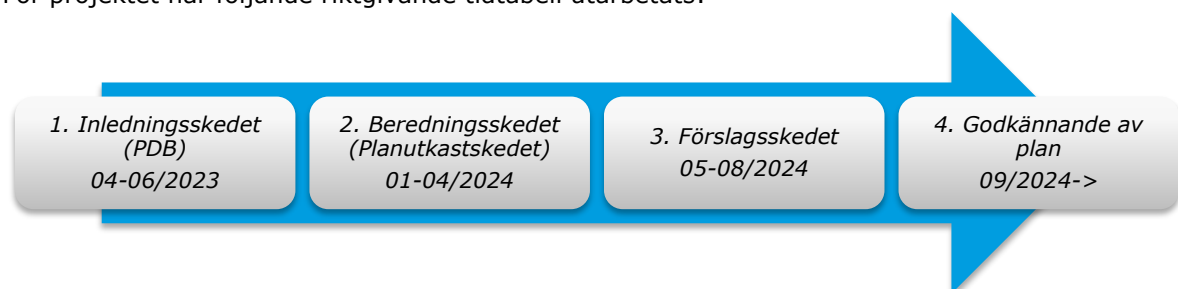 För projektet har följande riktgivande tidtabell utarbetats:
1. Inledningsskedet
(PDB)
04-06/2023
2. Beredningsskedet
(Planutkastskedet)
01-04/2024
3. Förslagsskedet
05-08/2024
4. Godkännande av
plan
09/2024->